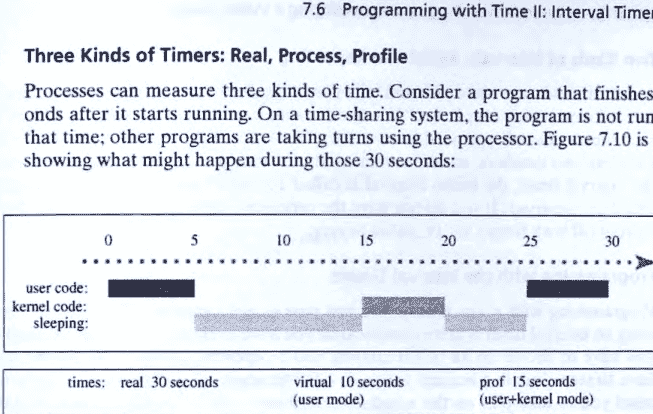 7.6 Programming with Time II: Interval Timer
Three Kinds of Timers: Real, Process, Profile
Processes can measure three kinds of time. Consider a program that finishes
onds after it starts running. On a time-sharing system, the program is not run
that time; other programs are taking turns using the processor. Figure 7.10 is
showing what might happen during those 30 seconds:
0 5 10 15 20 25 30
user code:
kernel code:
sleeping:
times: real 30 seconds virtual 10 seconds prof 15 seconds
(user mode) (user+kernel mode)